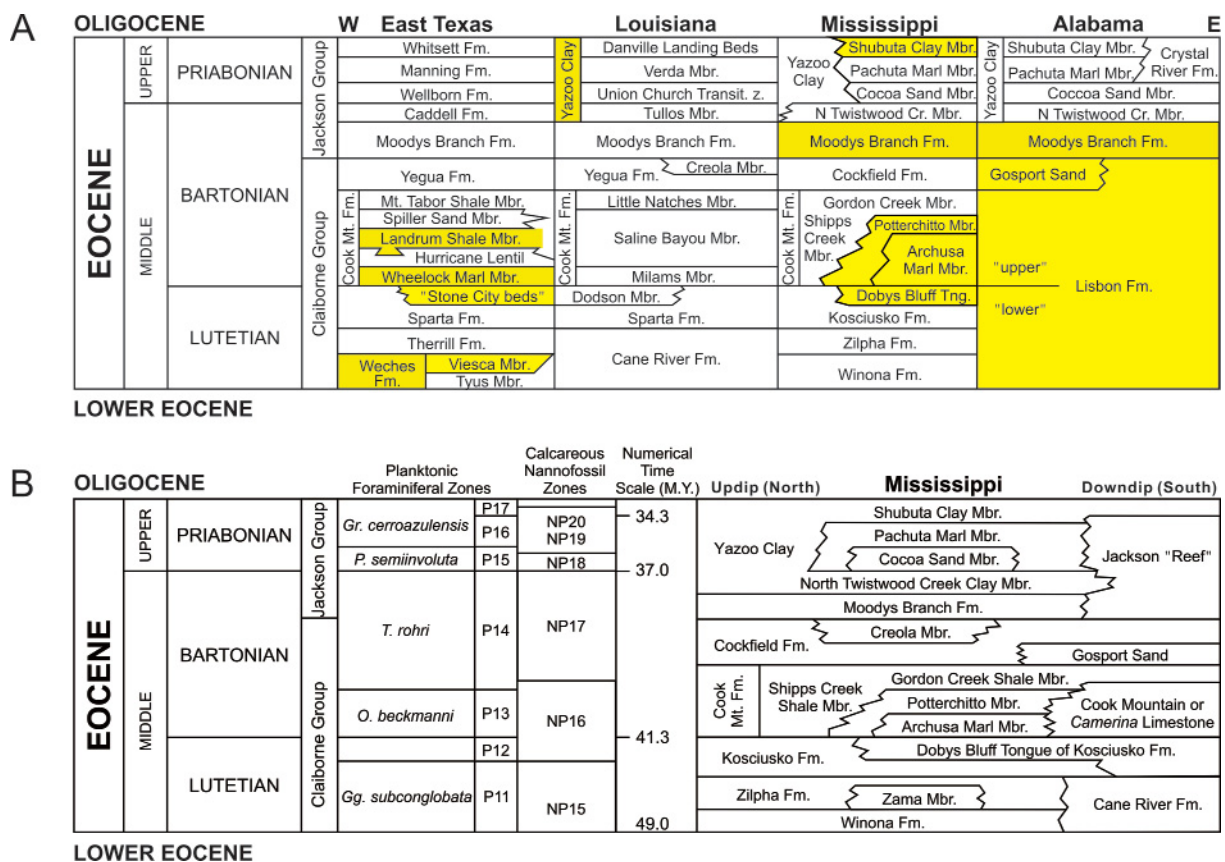 A
OLIGOCENE
W
East Texas
Louisiana
Mississippi
Alabama
E
EOCENE
UPPER
MIDDLE
PRIABONIAN
BARTONIAN
LUTETIAN
Jackson Group
Claiborne Group
Whitsett Fm.
Manning Fm.
Wellborn Fm.
Caddell Fm.
Moodys Branch Fm.
Yegua Fm.
Cook Mt. Fm.
Mt. Tabor Shale Mbr.
Spiller Sand Mbr.
Landrum Shale Mbr.
Hurricane Lentil
Wheelock Marl Mbr.
"Stone City beds"
Sparta Fm.
Therrill Fm.
Weches
Fm.
Viesca Mbr.
Tyus Mbr.
Yazoo Clay
Danville Landing Beds
Verda Mbr.
Union Church Transit. z.
Tullos Mbr.
Moodys Branch Fm.
Yegua Fm.
Creola Mbr.
Cook Mt. Fm.
Little Natches Mbr.
Saline Bayou Mbr.
Milams Mbr.
Dodson Mbr.
Sparta Fm.
Cane River Fm.
Yazoo
Clay
Shubuta Clay Mbr.
Pachuta Marl Mbr.
Cocoa Sand Mbr.
N Twistwood Cr. Mbr.
Moodys Branch Fm.
Cockfield Fm.
Cook Mt. Fm.
Gordon Creek Mbr.
Shipps
Creek
Mbr.
Potterchitto Mbr.
Archusa
Marl Mbr.
Dobys Bluff Tng.
Kosciusko Fm.
Zilpha Fm.
Winona Fm.
Yazoo Clay
Shubuta Clay Mbr.
Pachuta Marl Mbr.
Crystal
River Fm.
Coccoa Sand Mbr.
N Twistwood Cr. Mbr.
Moodys Branch Fm.
Gosport Sand
"upper"
Lisbon Fm.
"lower"
LOWER EOCENE
B
OLIGOCENE
Planktonic
Foraminiferal Zones
Calcareous
Nannofossil
Zones
Numerical
Time
Scale (M.Y.)
Updip (North)
Mississippi
Downdip (South)
EOCENE
UPPER
MIDDLE
PRIABONIAN
BARTONIAN
LUTETIAN
Jackson Group
Claiborne Group
Gr. cerroazulensis
P. semiinvoluta
T. rohri
O. beckmanni
Gg. subconglobata
P17
P16
P15
P14
P13
P12
P11
NP20
NP19
NP18
NP17
NP16
NP15
34.3
37.0
41.3
49.0
Shubuta Clay Mbr.
Yazoo Clay
Pachuta Marl Mbr.
Cocoa Sand Mbr.
Jackson "Reef"
North Twistwood Creek Clay Mbr.
Moodys Branch Fm.
Cockfield Fm.
Creola Mbr.
Gosport Sand
Cook
Mt. Fm.
Shipps Creek
Shale Mbr.
Gordon Creek Shale Mbr.
Potterchitto Mbr.
Archusa Marl Mbr.
Cook Mountain or
Camerina Limestone
Kosciusko Fm.
Dobys Bluff Tongue of Kosciusko Fm.
Zilpha Fm.
Zama Mbr.
Cane River Fm.
Winona Fm.
LOWER EOCENE